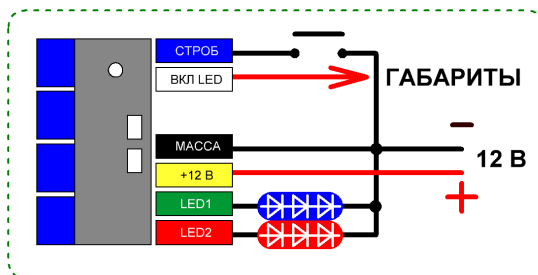 СТРОБ
ВКЛ LED
ГАБАРИТЫ
МАССА
−
12 В
+12 В
+
LED1
LED2